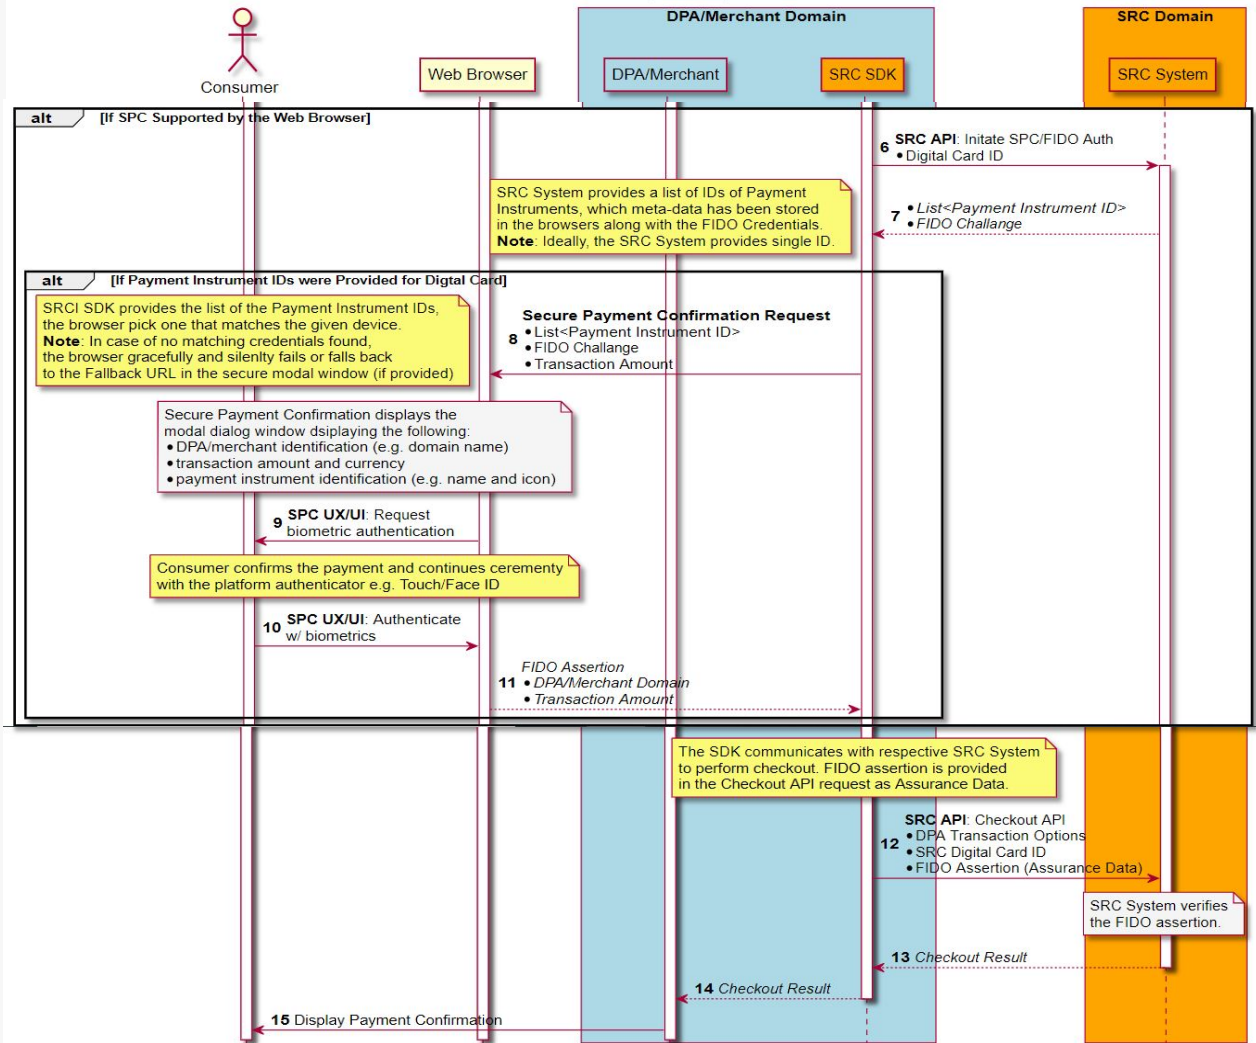 DPA/Merchant Domain
SRC Domain
Consumer
Web Browser
DPA/Merchant
SRC SDK
SRC System
alt
[If SPC Supported by the Web Browser]
6 SRC API: Initate SPC/FIDO Auth
• Digital Card ID
SRC System provides a list of IDs of Payment
Instruments, which meta-data has been stored
in the browsers along with the FIDO Credentials.
Note: Ideally, the SRC System provides single ID.
7 • List<Payment Instrument ID>
• FIDO Challange
alt
[If Payment Instrument IDs were Provided for Digtal Card]
SRCI SDK provides the list of the Payment Instrument IDs,
the browser pick one that matches the given device.
Note: In case of no matching credentials found,
the browser gracefully and silenlty fails or falls back
to the Fallback URL in the secure modal window (if provided)
Secure Payment Confirmation Request
8 • List<Payment Instrument ID>
• FIDO Challange
• Transaction Amount
Secure Payment Confirmation displays the
modal dialog window dsiplaying the following:
• DPA/merchant identification (e.g. domain name)
• transaction amount and currency
• payment instrument identification (e.g. name and icon)
9 SPC UX/UI: Request
biometric authentication
Consumer confirms the payment and continues cerementy
with the platform authenticator e.g. Touch/Face ID
10 SPC UX/UI: Authenticate
w/ biometrics
FIDO Assertion
11 • DPA/Merchant Domain
• Transaction Amount
The SDK communicates with respective SRC System
to perform checkout. FIDO assertion is provided
in the Checkout API request as Assurance Data.
SRC API: Checkout API
12 • DPA Transaction Options
• SRC Digital Card ID
• FIDO Assertion (Assurance Data)
SRC System verifies
the FIDO assertion.
13 Checkout Result
14 Checkout Result
15 Display Payment Confirmation